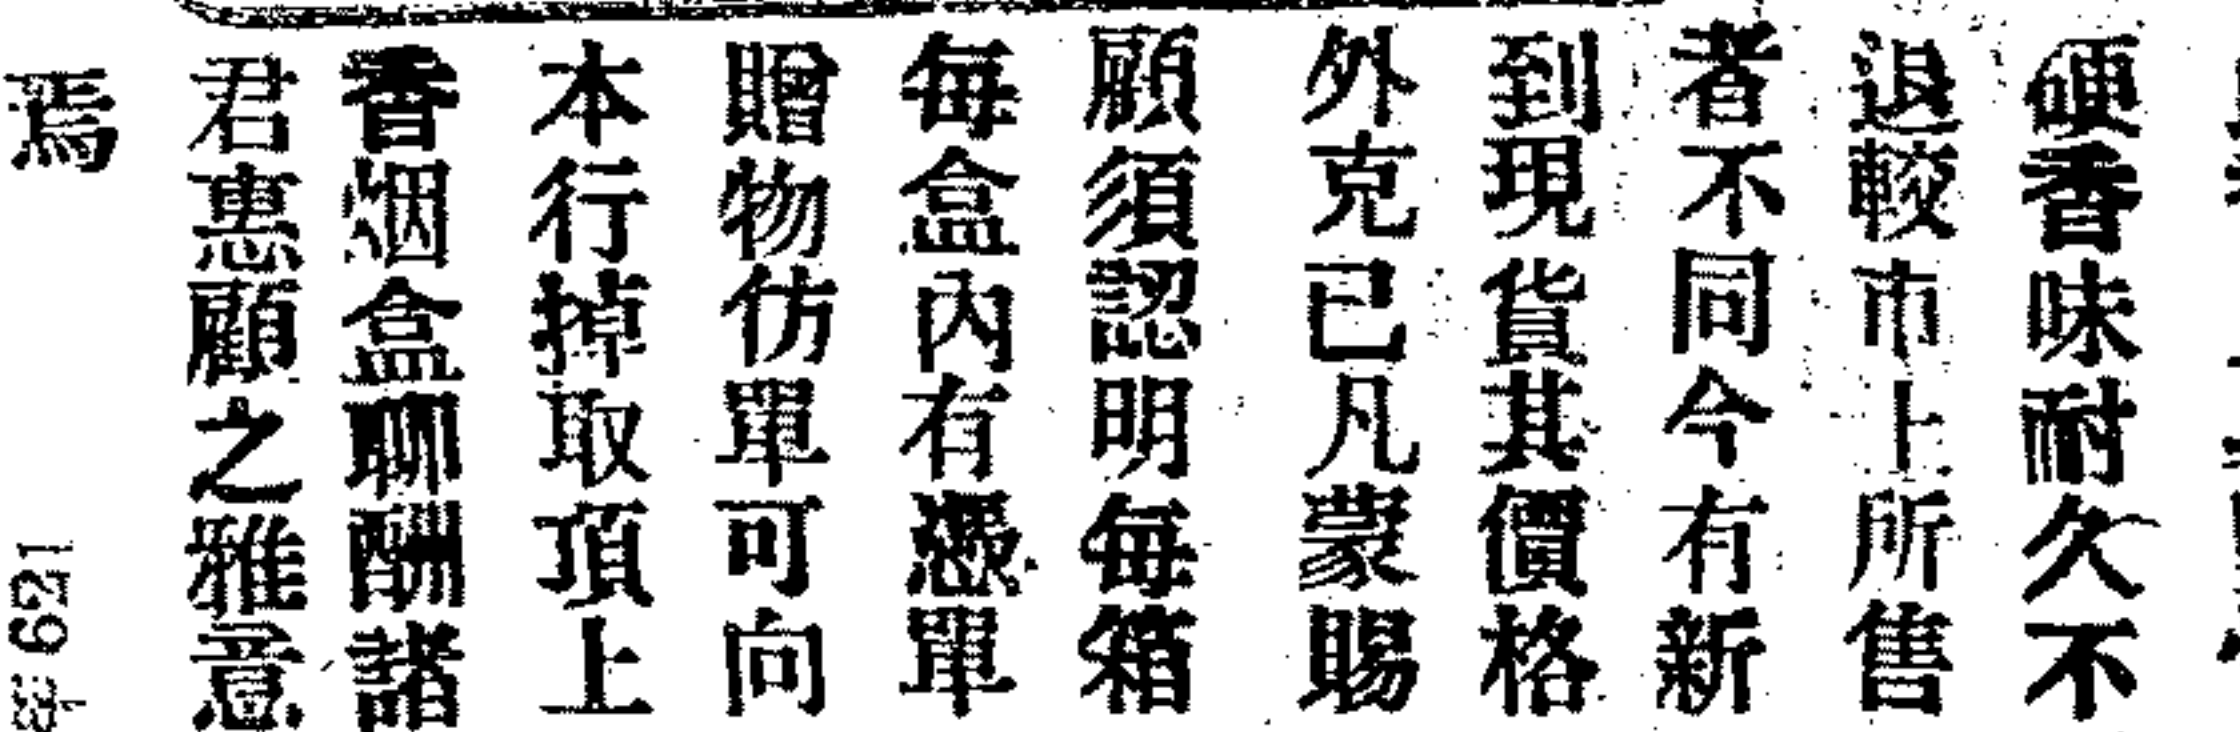 硬香味耐久不
退較市上所售
者不同今有新
到現貨其價格
外克已凡蒙賜
顧須認明每箱
每盒內有憑單
贈物仿單可向
本行掉取頂上
香烟盒聊酬諸
君惠顧之雅意
焉
621